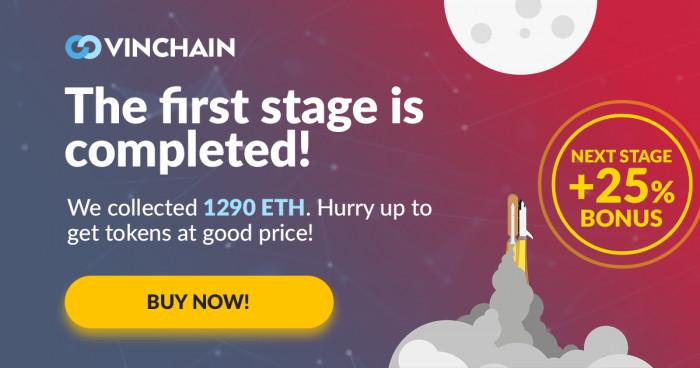 VINCHAIN
The first stage is
completed!
We collected 1290 ETH. Hurry up to
get tokens at good price!
BUY NOW!
NEXT STAGE
+25%
BONUS